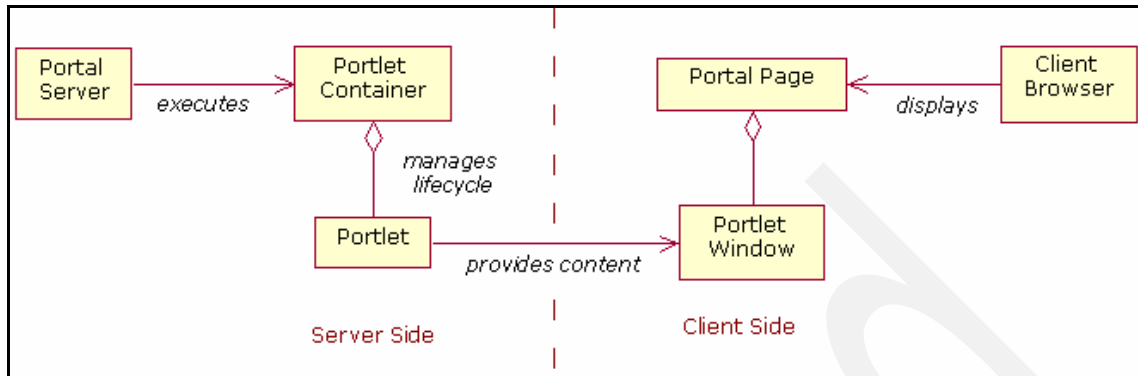 Portal
Server
executes
Portlet
Container
manages
lifecycle
Portlet
provides content
Server Side
Portal Page
displays
Client
Browser
Portlet
Window
Client Side